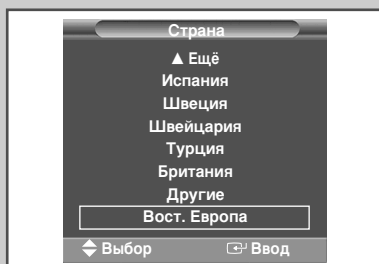 Страна
▲ Ещё
Испания
Швеция
Швейцария
Турция
Британия
Другие
Вост. Европа
Выбор Ввод